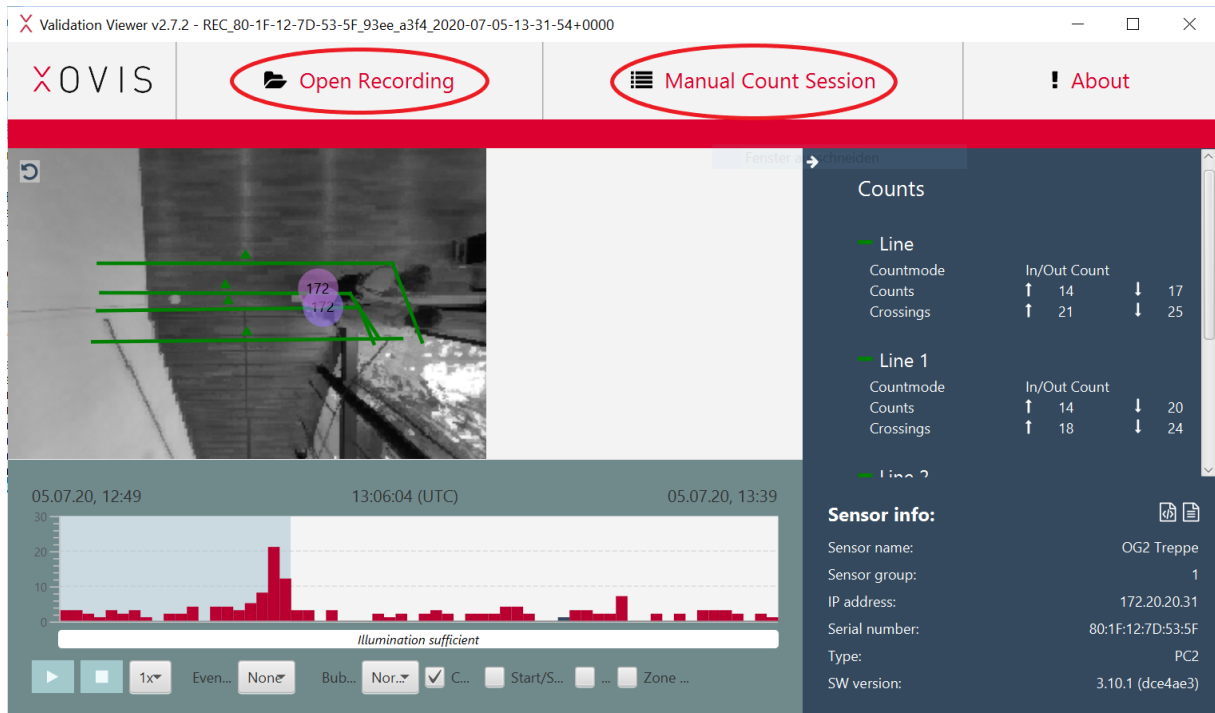 Validation Viewer v2.7.2 - REC_80-1F-12-7D-53-5F_93ee_a3f4_2020-07-05-13-31-54+0000
XOVIS
Open Recording
Manual Count Session
! About
172
172
Counts
Line
Countmode In/Out Count
Counts 14 17
Crossings 21 25
Line 1
Countmode In/Out Count
Counts 14 20
Crossings 18 24
Line 2
05.07.20, 12:49 13:06:04 (UTC) 05.07.20, 13:39
30
20
10
0
Illumination sufficient
1x Even... None Bub... Nor... C... Start/S... ... Zone ...
Sensor info:
Sensor name: OG2 Treppe
Sensor group: 1
IP address: 172.20.20.31
Serial number: 80:1F:12:7D:53:5F
Type: PC2
SW version: 3.10.1 (dce4ae3)